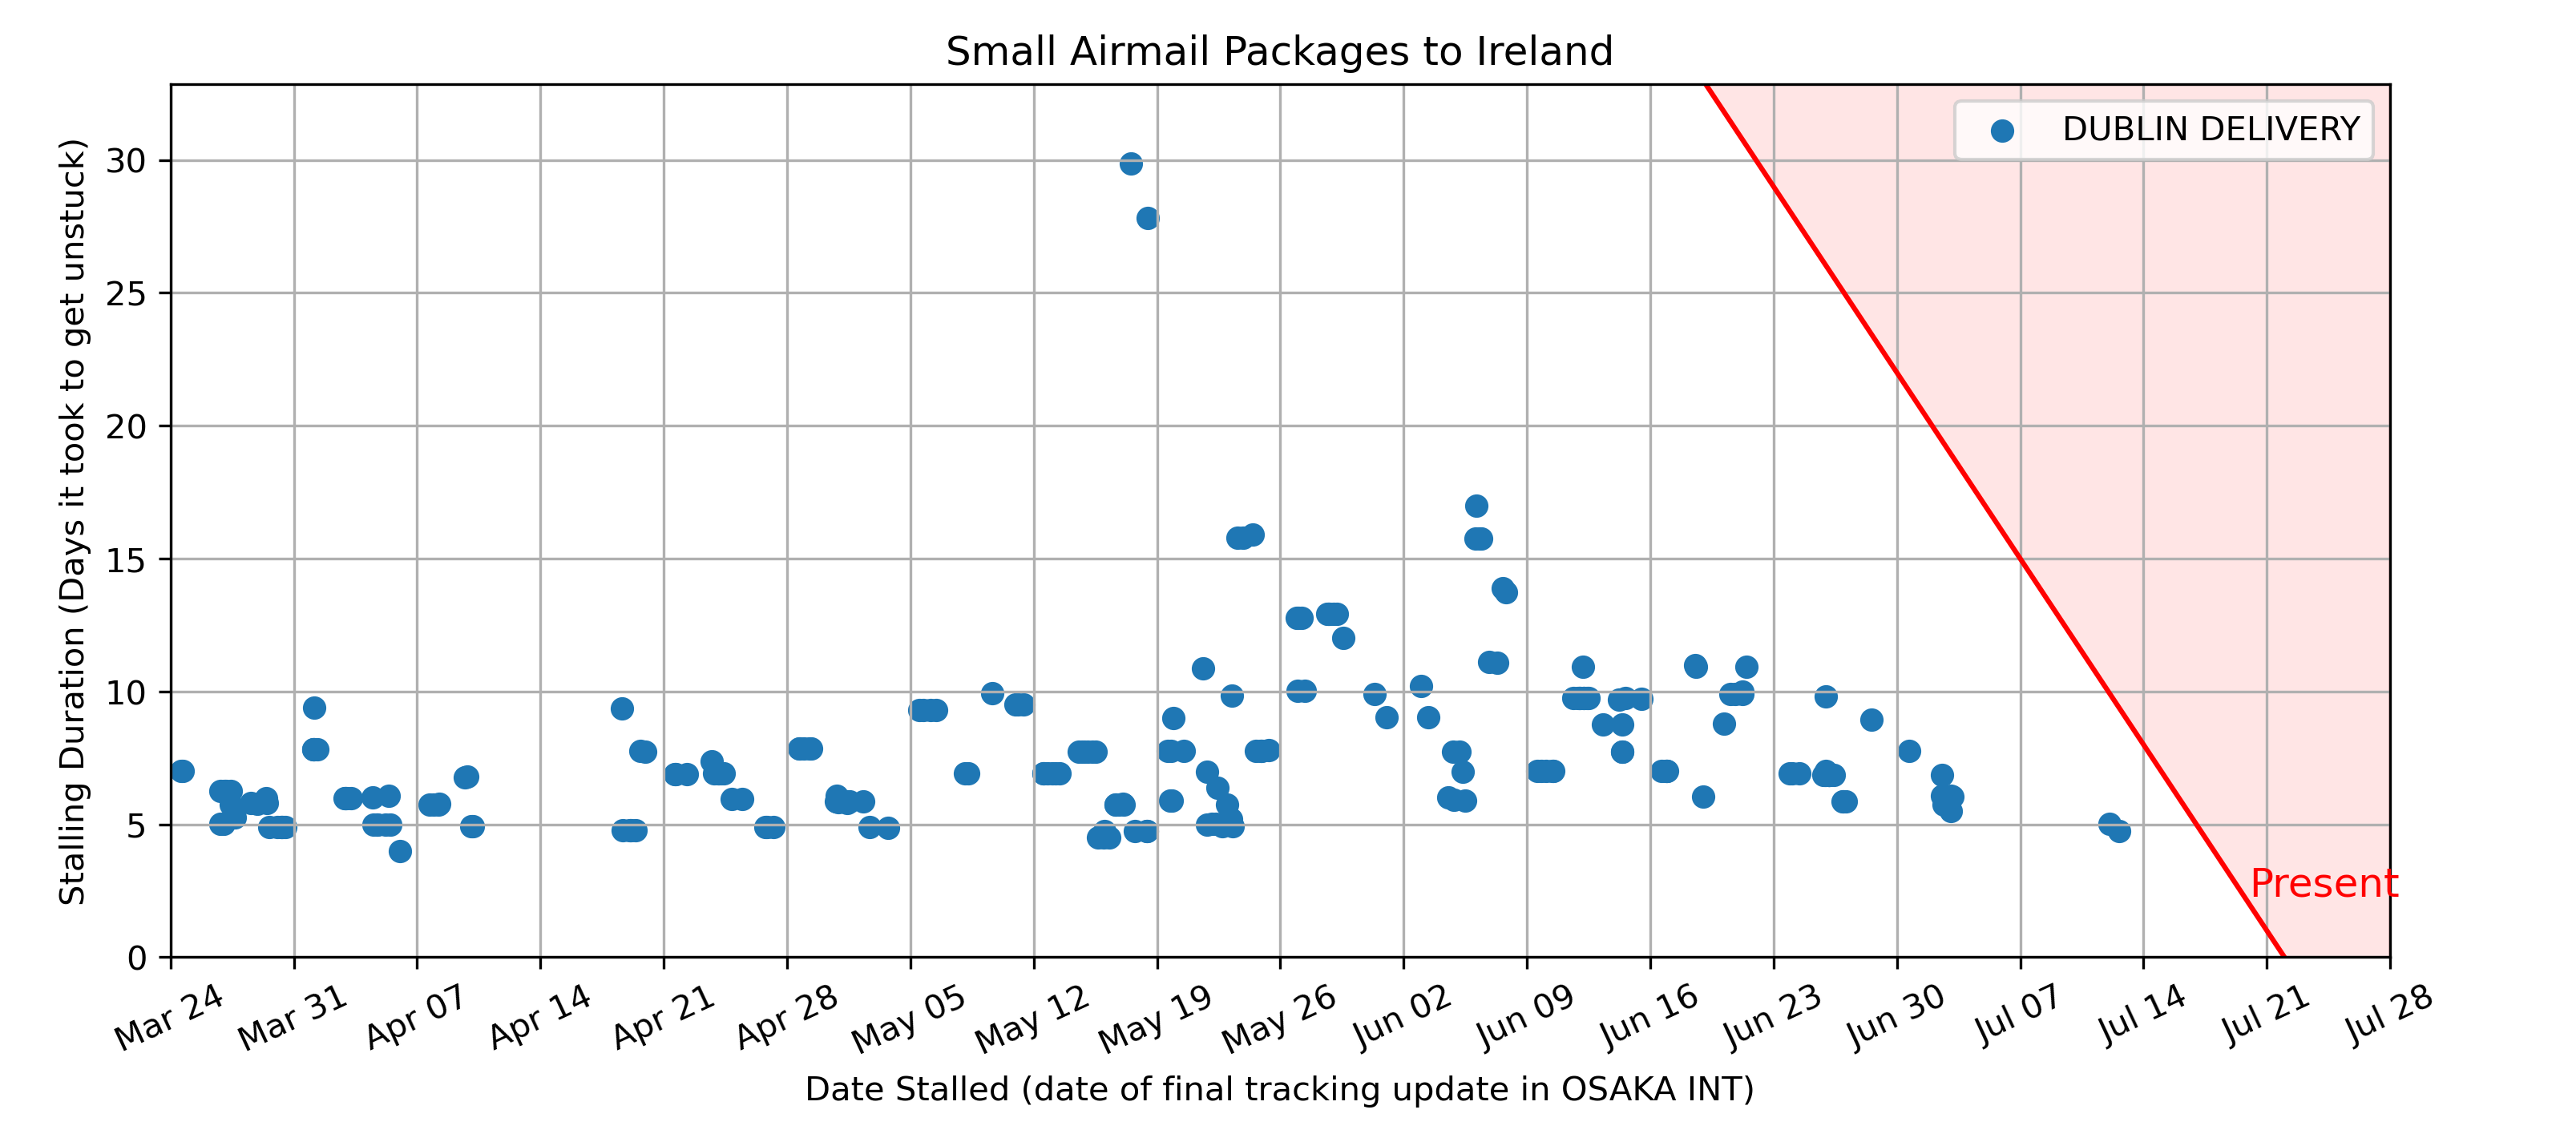 Small Airmail Packages to Ireland
DUBLIN DELIVERY
Stalling Duration (Days it took to get unstuck)
30
25
20
15
10
5
0
Present
Mar 24 Mar 31 Apr 07 Apr 14 Apr 21 Apr 28 May 05 May 12 May 19 May 26 Jun 02 Jun 09 Jun 16 Jun 23 Jun 30 Jul 07 Jul 14 Jul 21 Jul 28
Date Stalled (date of final tracking update in OSAKA INT)